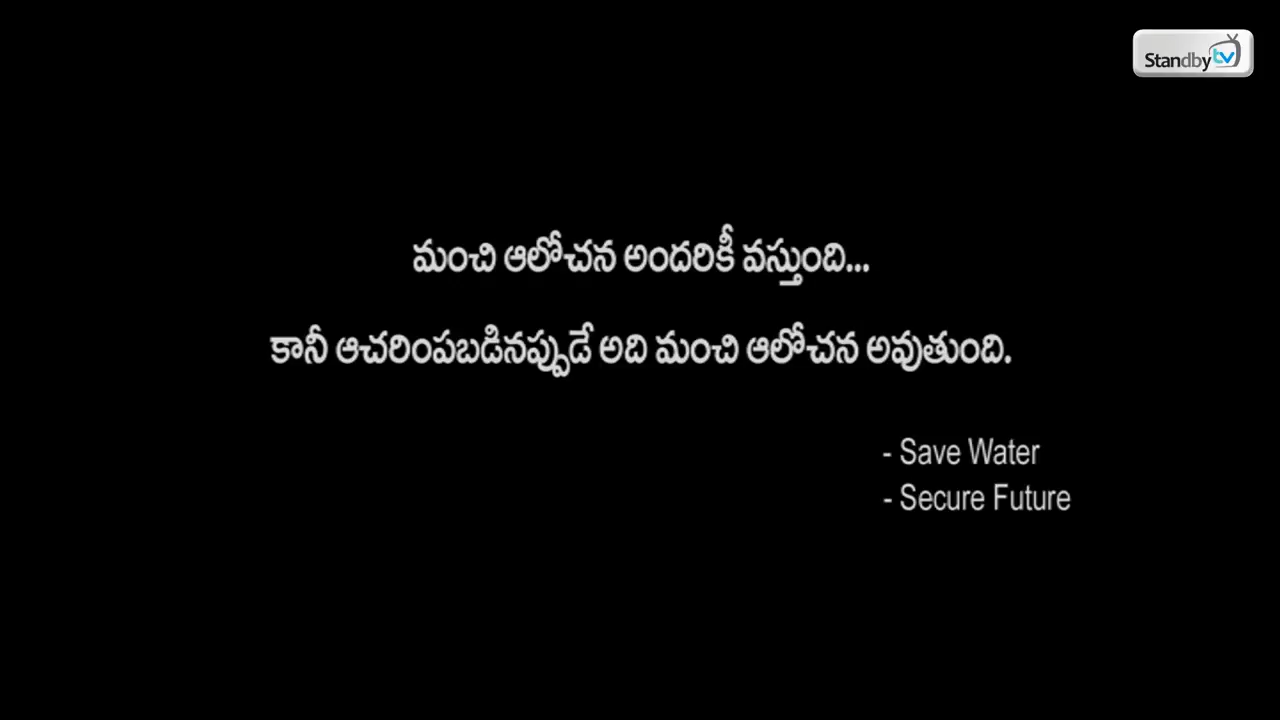 Standby tv
మంచి ఆలోచన అందరికీ వస్తుంది...
కానీ ఆచరింపబడినప్పుడే అది మంచి ఆలోచన అవుతుంది.
- Save Water
- Secure Future